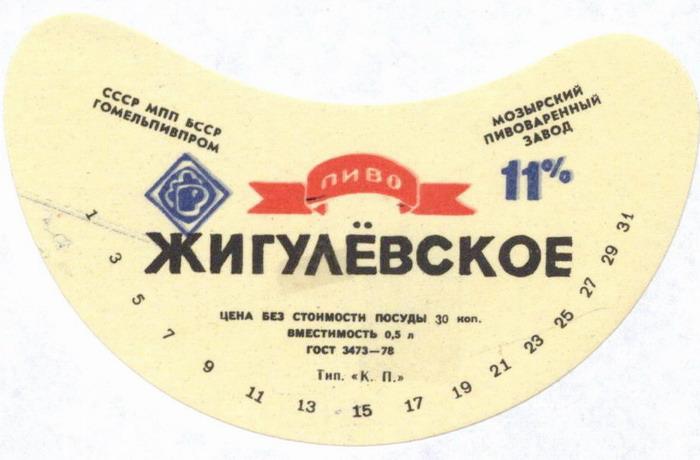 СССР МПП БССР
ГОМЕЛЬПИВПРОМ
МОЗЫРСКИЙ
ПИВОВАРЕННЫЙ
ЗАВОД
ПИВО
11%
ЖИГУЛЁВСКОЕ
ЦЕНА БЕЗ СТОИМОСТИ ПОСУДЫ 30 коп.
ВМЕСТИМОСТЬ 0,5 л
ГОСТ 3473—78
Тип. «К. П.»
1 3 5 7 9 11 13 15 17 19 21 23 25 27 29 31